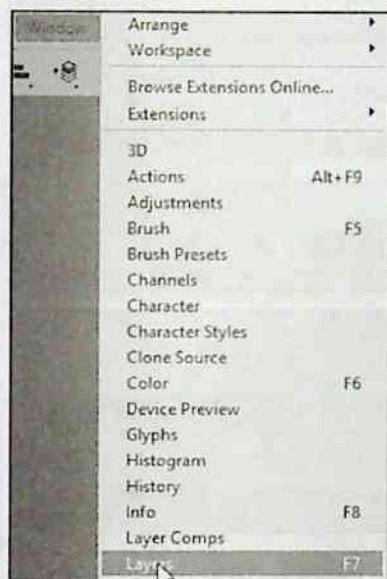 Window
Arrange
Workspace
Browse Extensions Online...
Extensions
3D
Actions Alt+F9
Adjustments
Brush F5
Brush Presets
Channels
Character
Character Styles
Clone Source
Color F6
Device Preview
Glyphs
Histogram
History
Info F8
Layer Comps
Layers F7